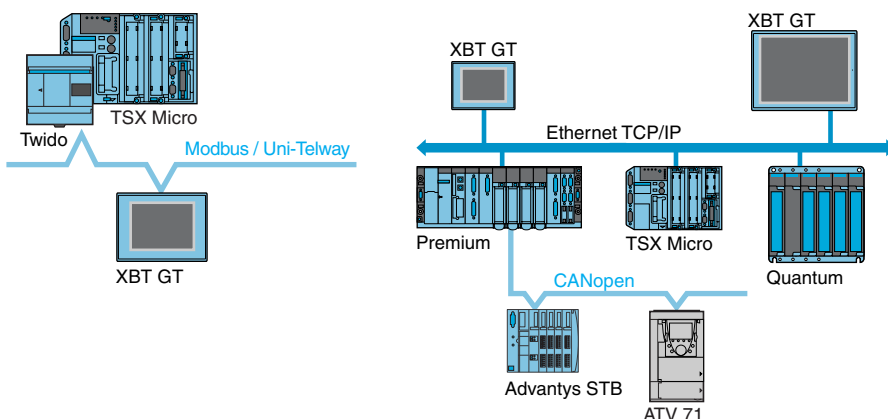 XBT GT
XBT GT
TSX Micro
Twido
Modbus / Uni-Telway
Ethernet TCP/IP
XBT GT
Premium
TSX Micro
Quantum
CANopen
Advantys STB
ATV 71